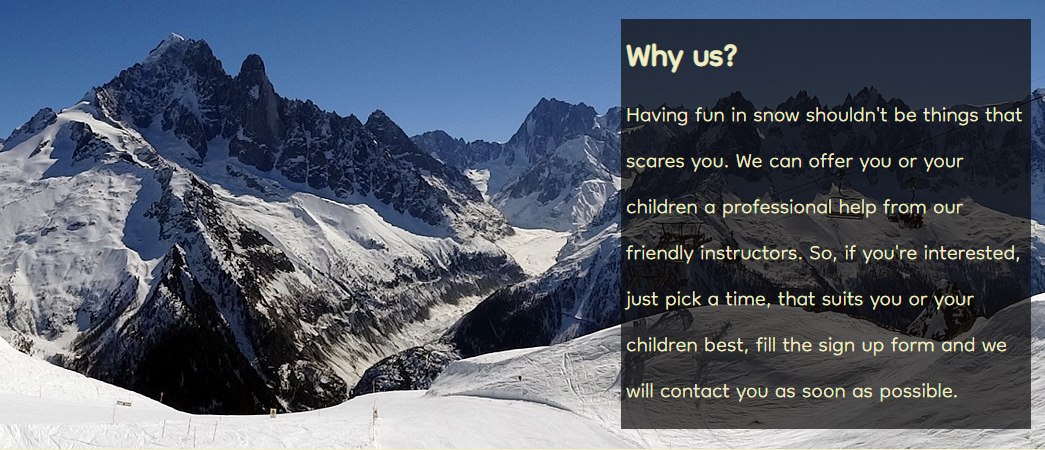 Why us?
Having fun in snow shouldn't be things that
scares you. We can offer you or your
children a professional help from our
friendly instructors. So, if you're interested,
just pick a time, that suits you or your
children best, fill the sign up form and we
will contact you as soon as possible.